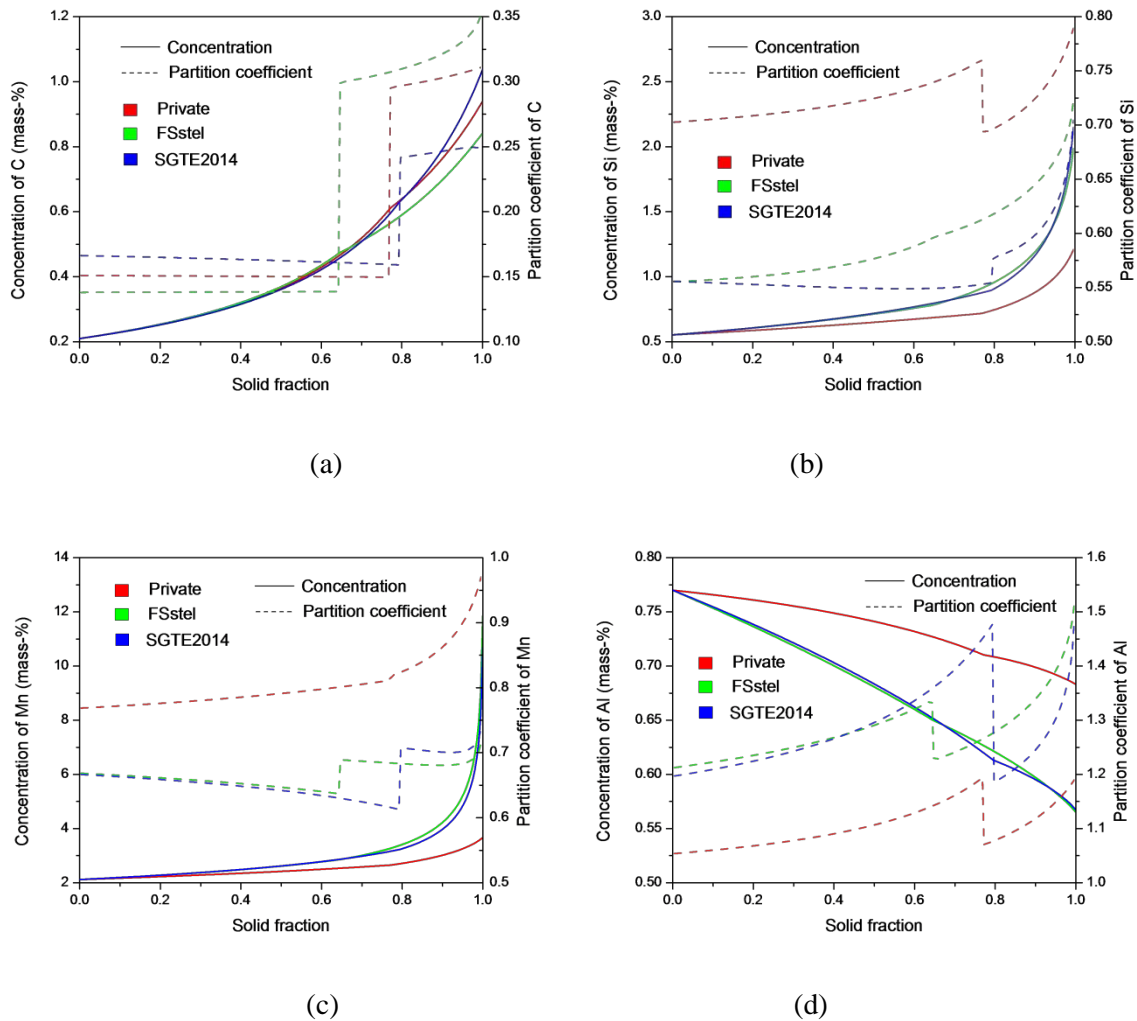 1.2
1.0
0.8
0.6
0.4
0.2
0.35
0.30
0.25
0.20
0.15
0.10
0.0 0.2 0.4 0.6 0.8 1.0
Concentration of C (mass-%)
Partition coefficient of C
Solid fraction
Concentration
Partition coefficient
Private
FSstel
SGTE2014
(a)
3.0
2.5
2.0
1.5
1.0
0.5
0.80
0.75
0.70
0.65
0.60
0.55
0.50
0.0 0.2 0.4 0.6 0.8 1.0
Concentration of Si (mass-%)
Partition coefficient of Si
Solid fraction
Concentration
Partition coefficient
Private
FSstel
SGTE2014
(b)
14
12
10
8
6
4
2
1.0
0.9
0.8
0.7
0.6
0.5
0.0 0.2 0.4 0.6 0.8 1.0
Concentration of Mn (mass-%)
Partition coefficient of Mn
Solid fraction
Private
FSstel
SGTE2014
Concentration
Partition coefficient
(c)
0.80
0.75
0.70
0.65
0.60
0.55
0.50
1.6
1.5
1.4
1.3
1.2
1.1
1.0
0.0 0.2 0.4 0.6 0.8 1.0
Concentration of Al (mass-%)
Partition coefficient of Al
Solid fraction
Concentration
Partition coefficient
Private
FSstel
SGTE2014
(d)